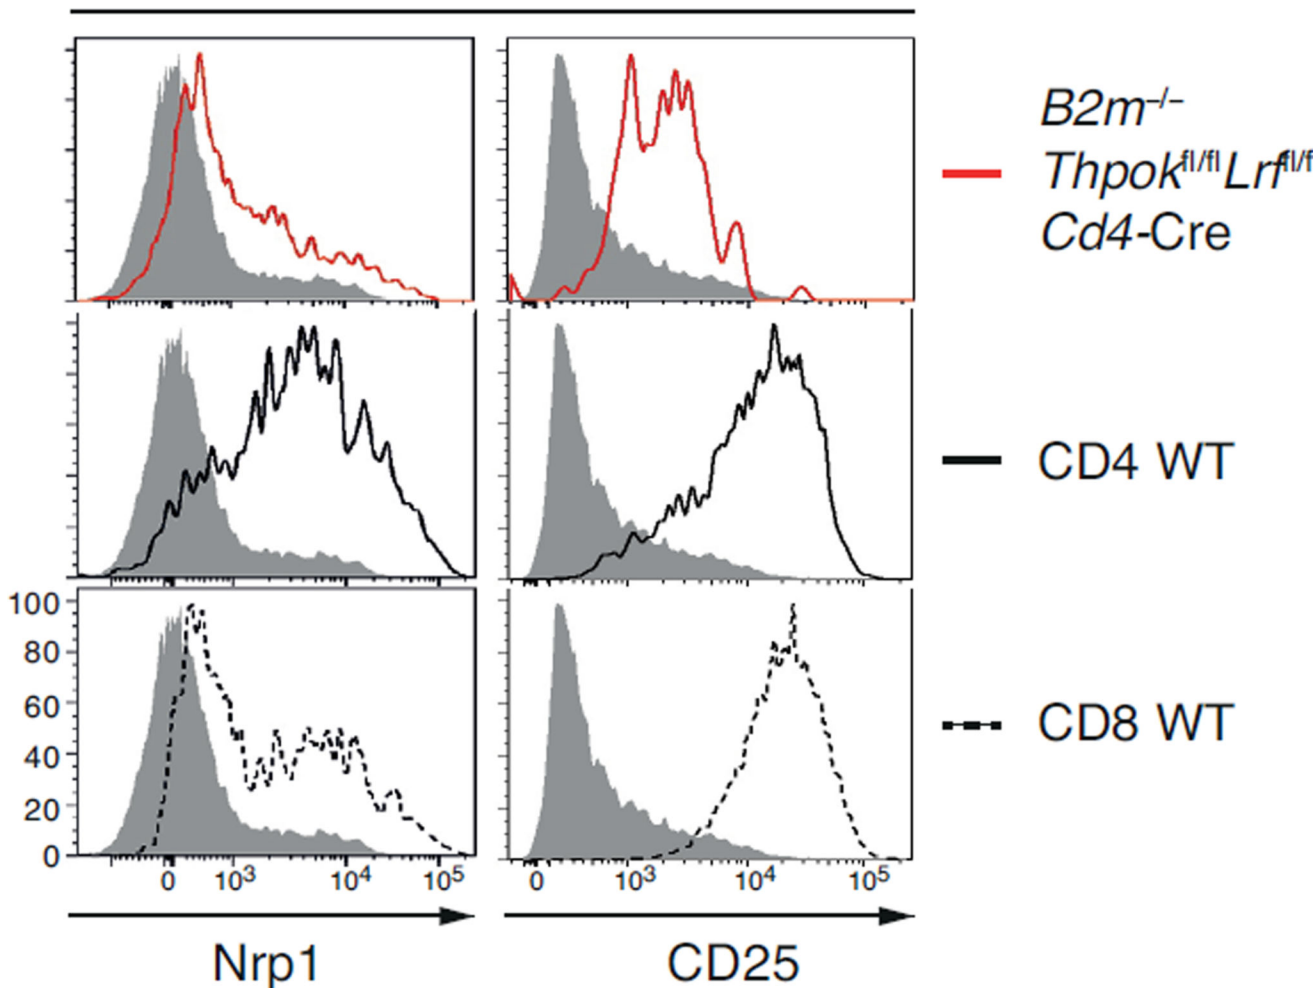 B2m–/–
Thpokfl/flLrffl/f
Cd4-Cre
CD4 WT
100
80
60
40
20
0
CD8 WT
0 10³ 10⁴ 10⁵
0 10³ 10⁴ 10⁵
Nrp1
CD25